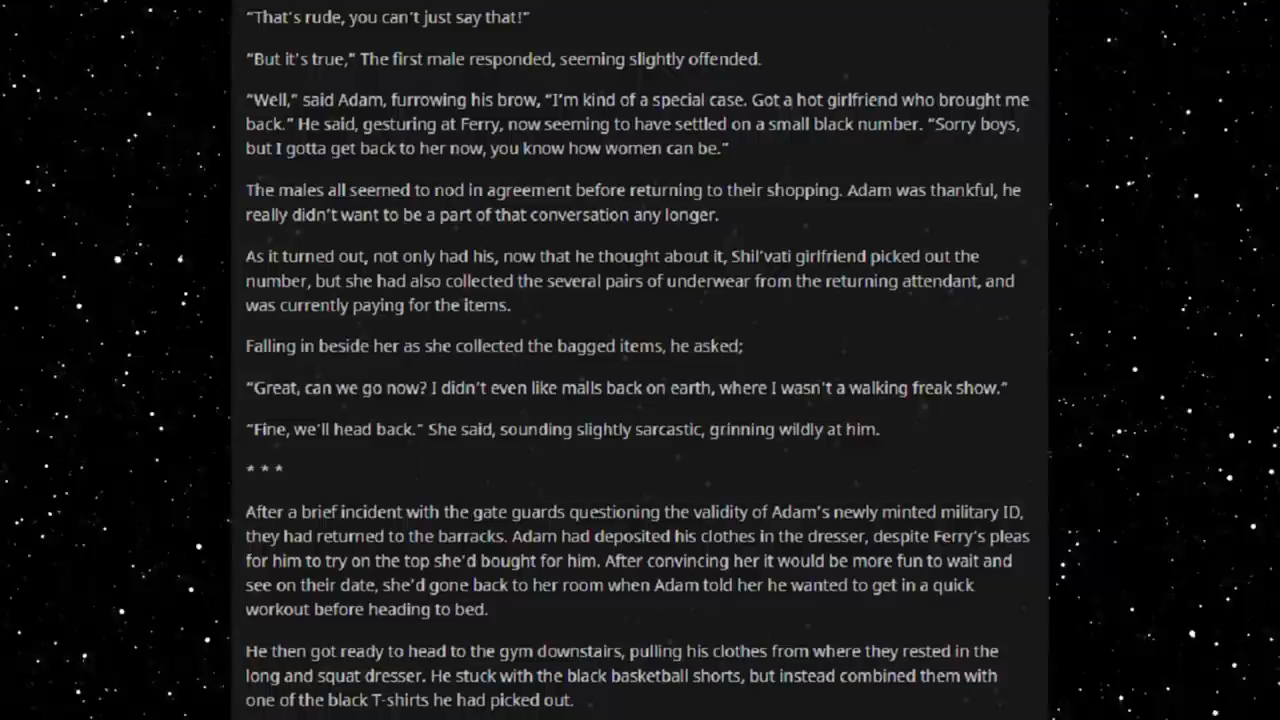 “That’s rude, you can’t just say that!”
“But it’s true,” The first male responded, seeming slightly offended.
“Well,” said Adam, furrowing his brow, “I’m kind of a special case. Got a hot girlfriend who brought me
back.” He said, gesturing at Ferry, now seeming to have settled on a small black number. “Sorry boys,
but I gotta get back to her now, you know how women can be.”
The males all seemed to nod in agreement before returning to their shopping. Adam was thankful, he
really didn’t want to be a part of that conversation any longer.
As it turned out, not only had his, now that he thought about it, Shil’vati girlfriend picked out the
number, but she had also collected the several pairs of underwear from the returning attendant, and
was currently paying for the items.
Falling in beside her as she collected the bagged items, he asked;
“Great, can we go now? I didn’t even like malls back on earth, where I wasn’t a walking freak show.”
“Fine, we’ll head back.” She said, sounding slightly sarcastic, grinning wildly at him.
* * *
After a brief incident with the gate guards questioning the validity of Adam’s newly minted military ID,
they had returned to the barracks. Adam had deposited his clothes in the dresser, despite Ferry’s pleas
for him to try on the top she’d bought for him. After convincing her it would be more fun to wait and
see on their date, she’d gone back to her room when Adam told her he wanted to get in a quick
workout before heading to bed.
He then got ready to head to the gym downstairs, pulling his clothes from where they rested in the
long and squat dresser. He stuck with the black basketball shorts, but instead combined them with
one of the black T-shirts he had picked out.